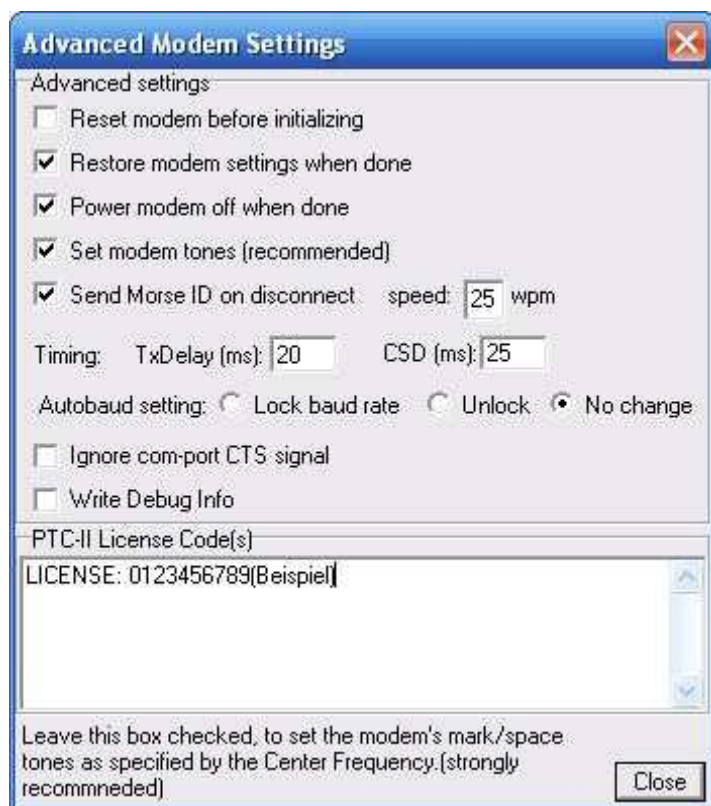 Advanced Modem Settings
Advanced settings
Reset modem before initializing
Restore modem settings when done
Power modem off when done
Set modem tones (recommended)
Send Morse ID on disconnect speed: 25 wpm
Timing: TxDelay (ms): 20 CSD (ms): 25
Autobaud setting: Lock baud rate Unlock No change
Ignore com-port CTS signal
Write Debug Info
PTC-II License Code(s)
LICENSE: 0123456789(Beispiel)
Leave this box checked, to set the modem's mark/space
tones as specified by the Center Frequency.(strongly
recommneded)
Close